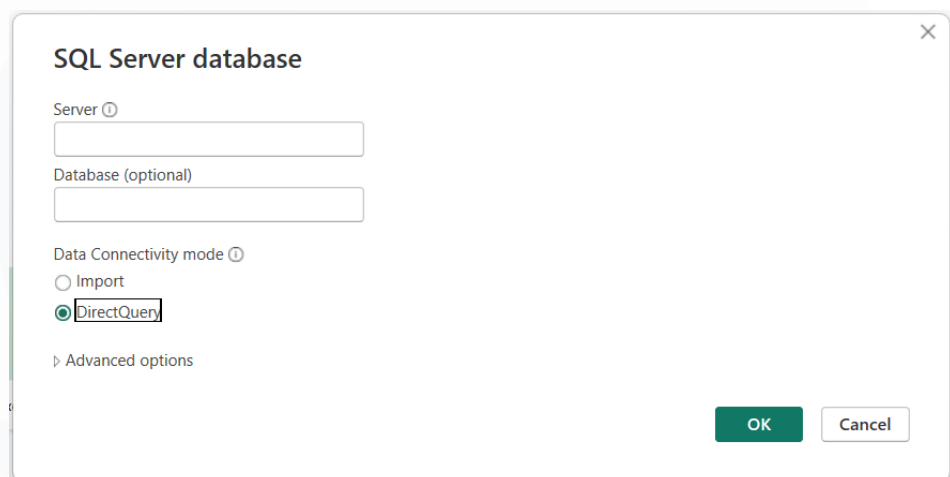 SQL Server database
Server
Database (optional)
Data Connectivity mode
Import
DirectQuery
Advanced options
OK Cancel